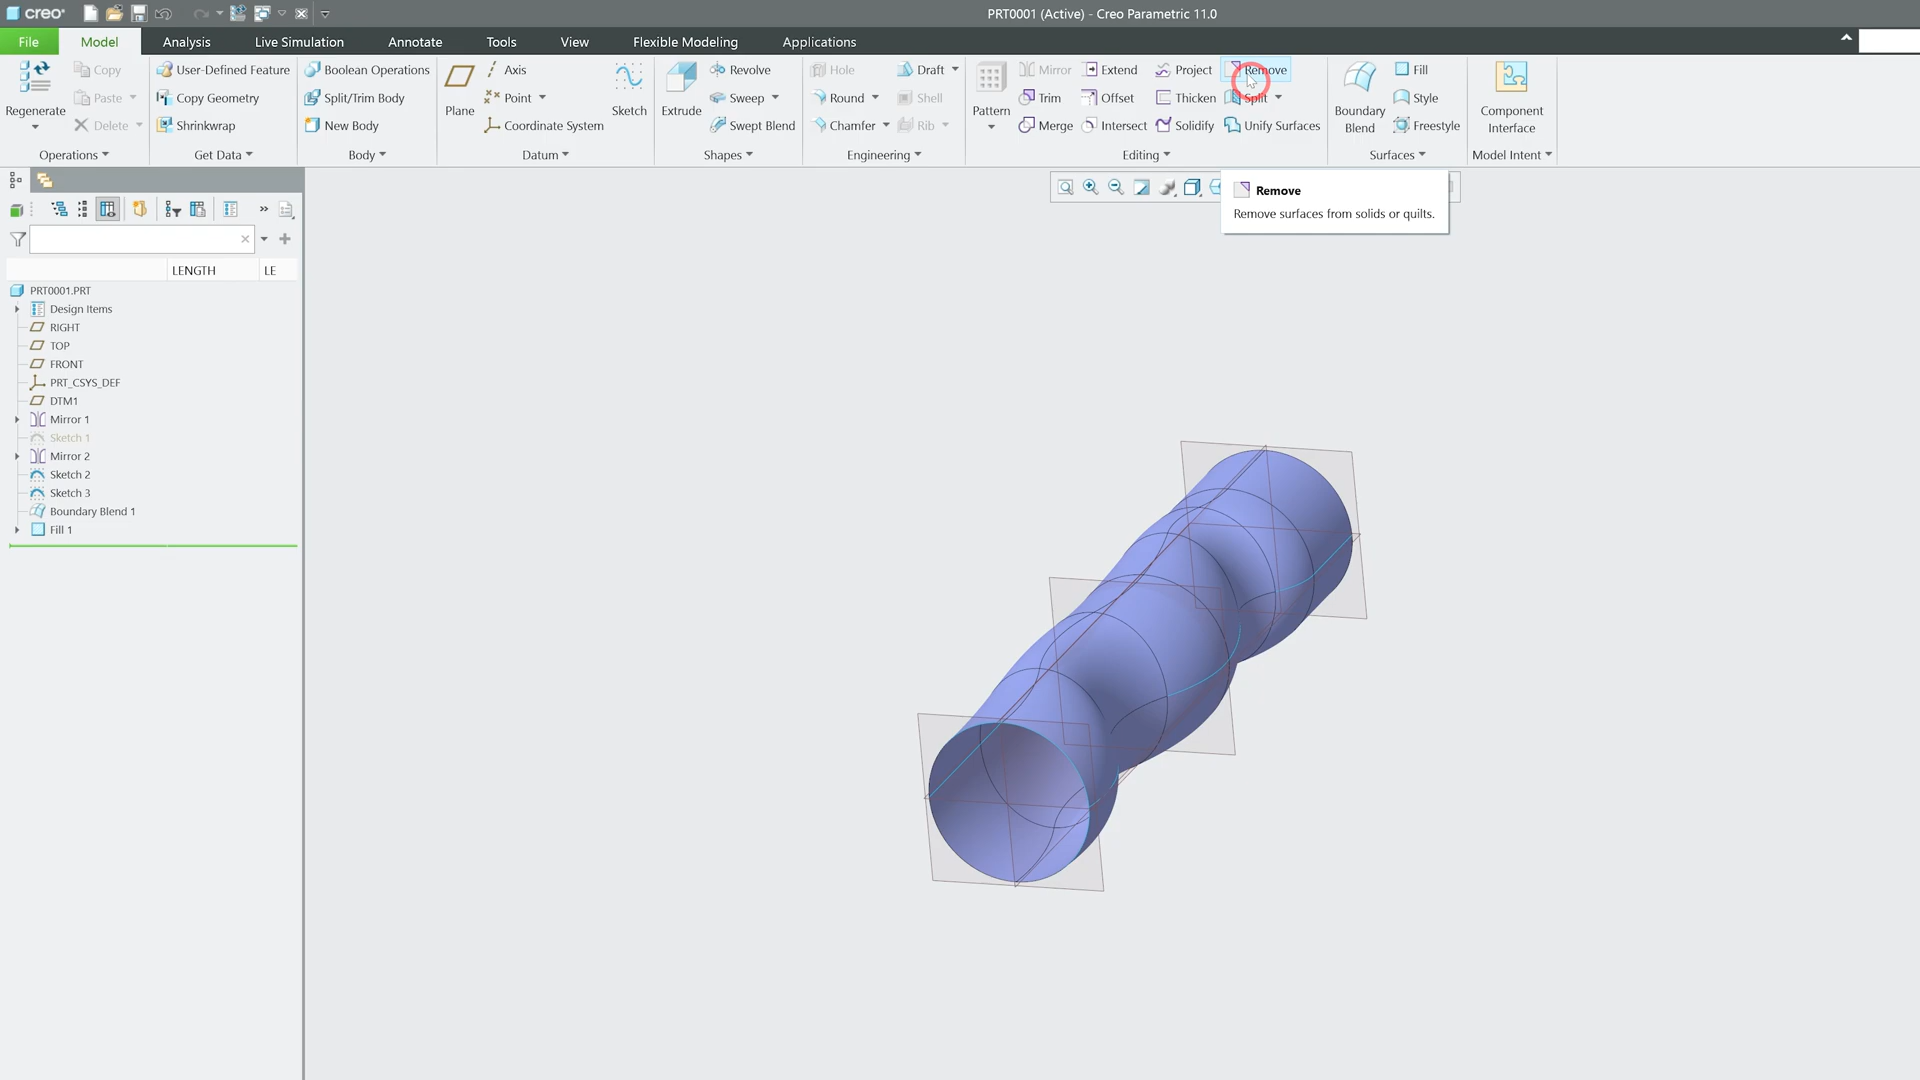 creo®
PRT0001 (Active) - Creo Parametric 11.0
File Model Analysis Live Simulation Annotate Tools View Flexible Modeling Applications
Regenerate
Copy
Paste
Delete
Operations
User-Defined Feature
Copy Geometry
Shrinkwrap
Get Data
Boolean Operations
Split/Trim Body
New Body
Body
Plane
Axis
Point
Coordinate System
Sketch
Datum
Extrude
Revolve
Sweep
Swept Blend
Shapes
Hole
Round
Chamfer
Draft
Shell
Rib
Engineering
Pattern
Mirror
Trim
Merge
Extend
Offset
Intersect
Project
Thicken
Solidify
Remove
Split
Unify Surfaces
Editing
Boundary
Blend
Fill
Style
Freestyle
Surfaces
Component
Interface
Model Intent
Remove
Remove surfaces from solids or quilts.
LENGTH LE
PRT0001.PRT
Design Items
RIGHT
TOP
FRONT
PRT_CSYS_DEF
DTM1
Mirror 1
Sketch 1
Mirror 2
Sketch 2
Sketch 3
Boundary Blend 1
Fill 1